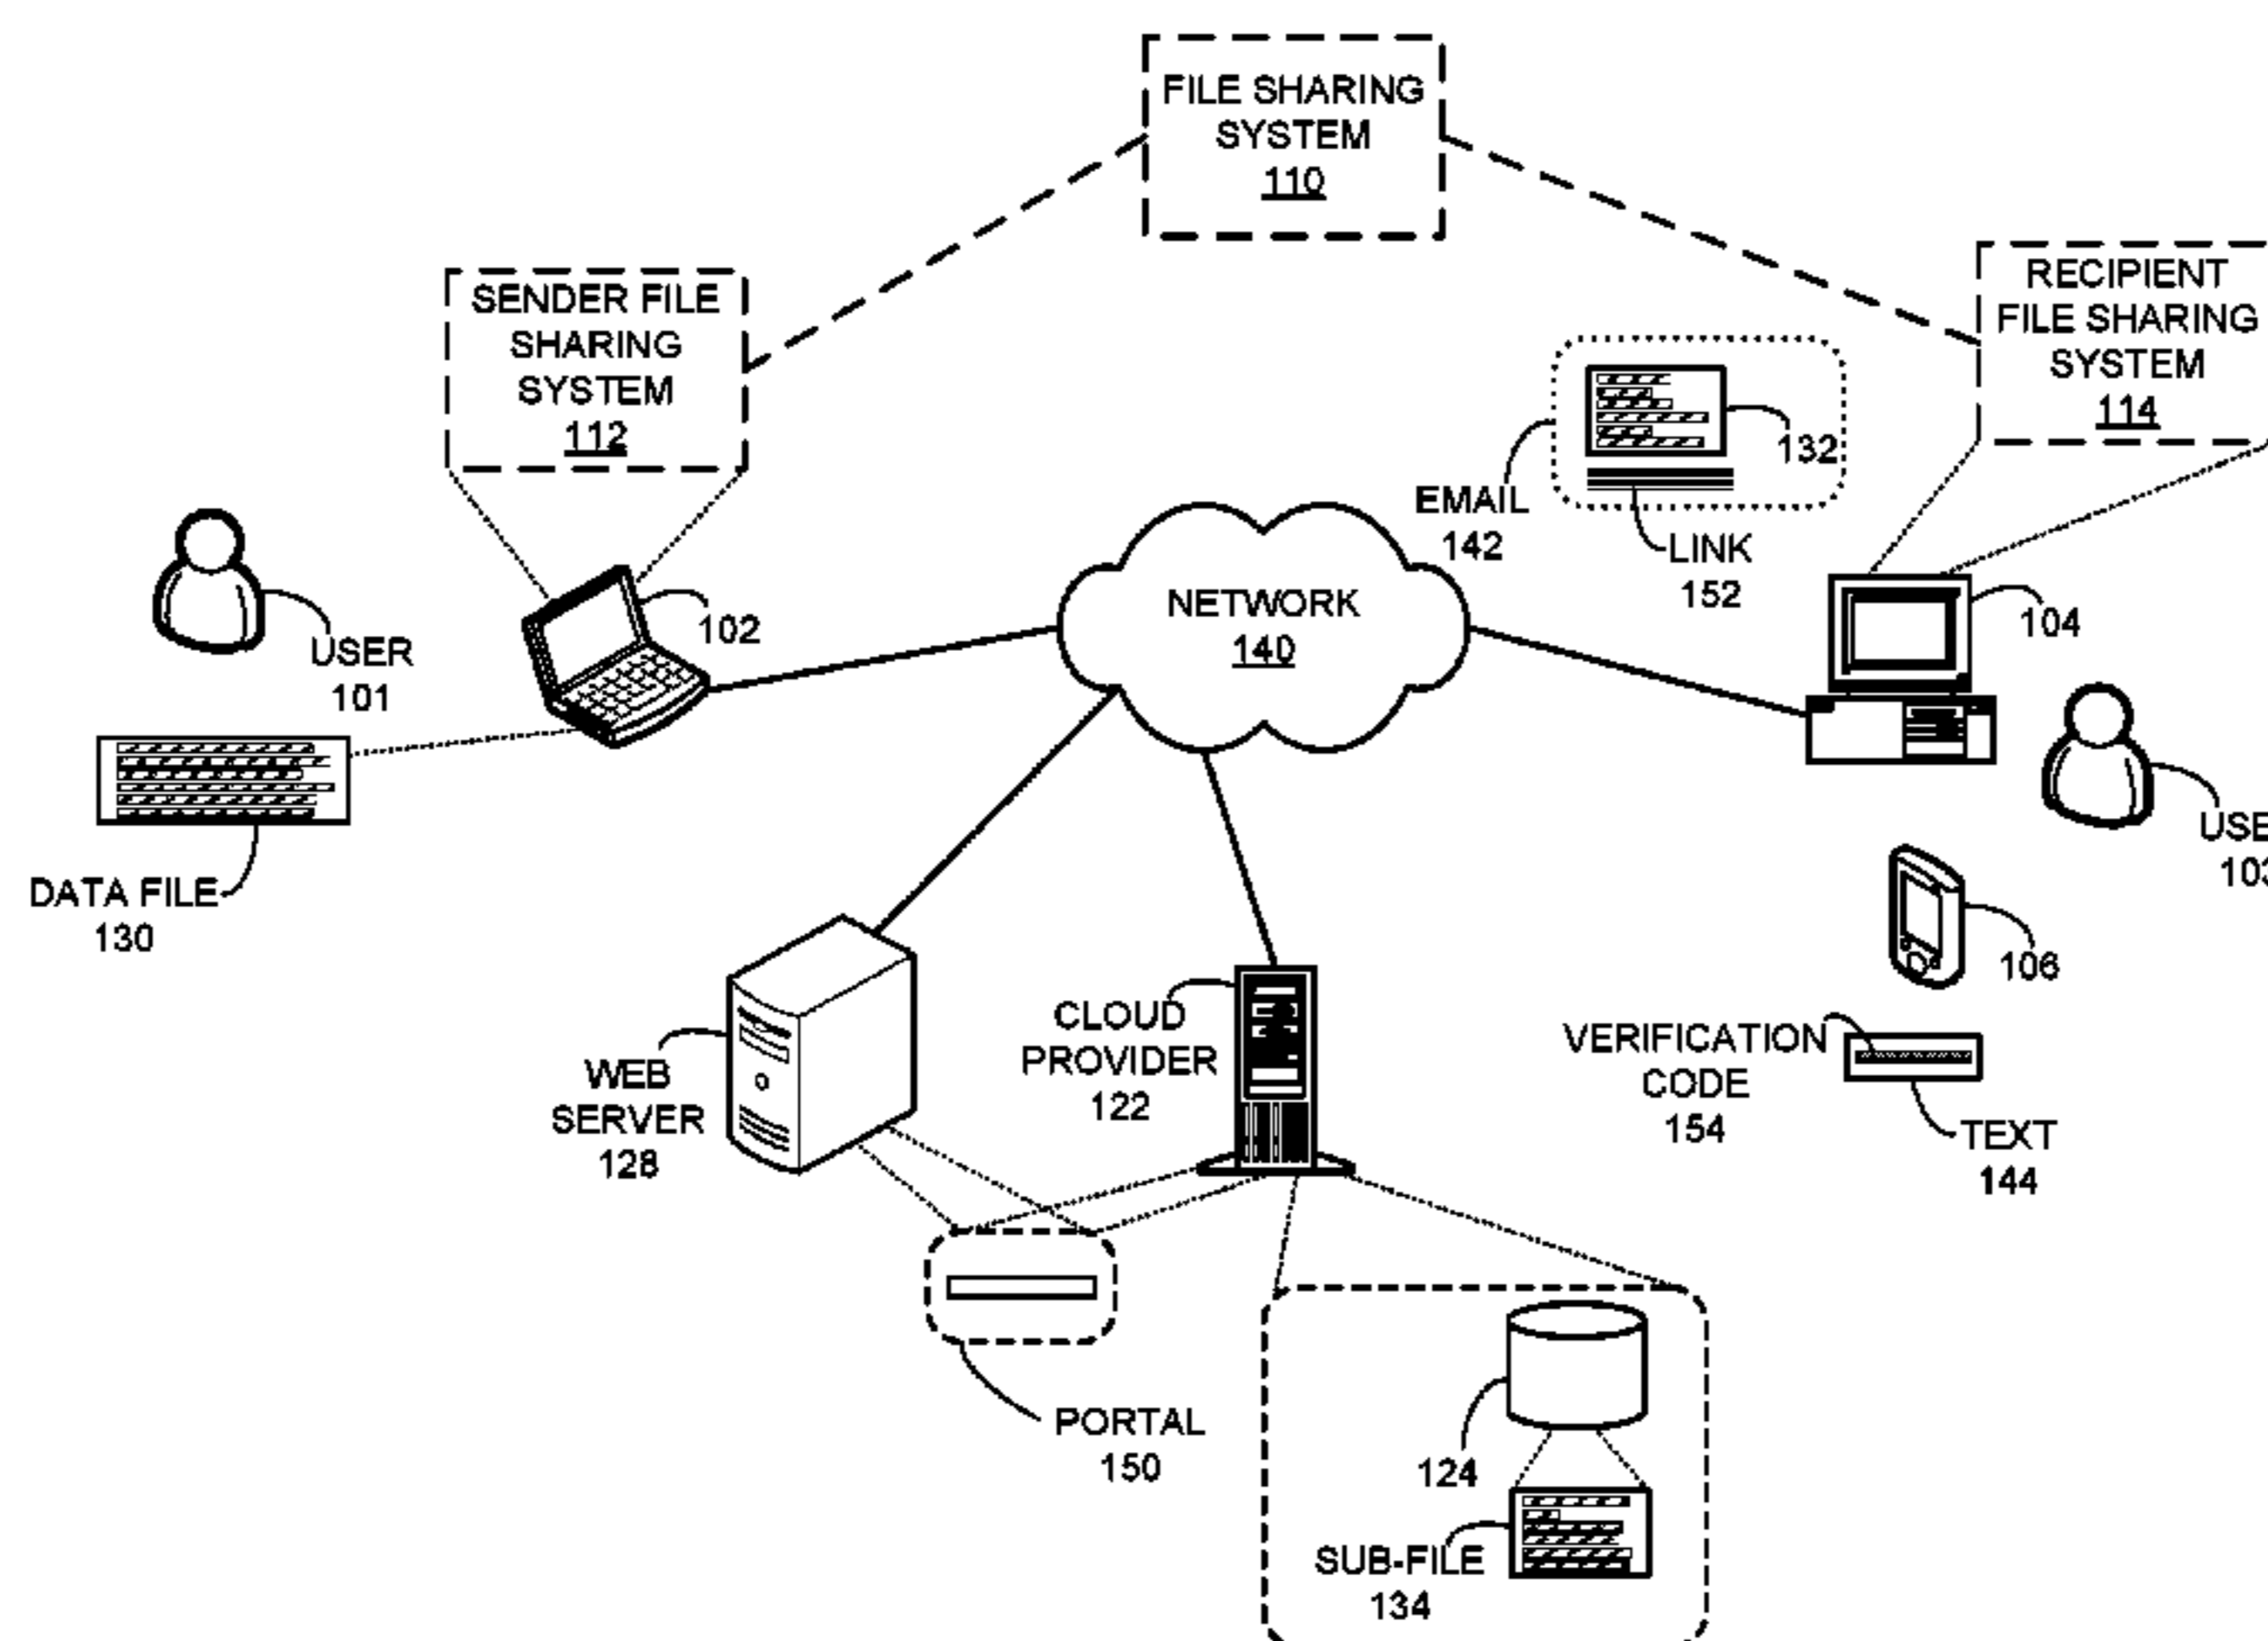 FILE SHARING
SYSTEM
110
SENDER FILE
SHARING
SYSTEM
112
RECIPIENT
FILE SHARING
SYSTEM
114
132
EMAIL
142
LINK
152
USER
101
102
NETWORK
140
104
DATA FILE
130
USE
103
106
WEB
SERVER
128
CLOUD
PROVIDER
122
VERIFICATION
CODE
154
TEXT
144
PORTAL
150
124
SUB-FILE
134